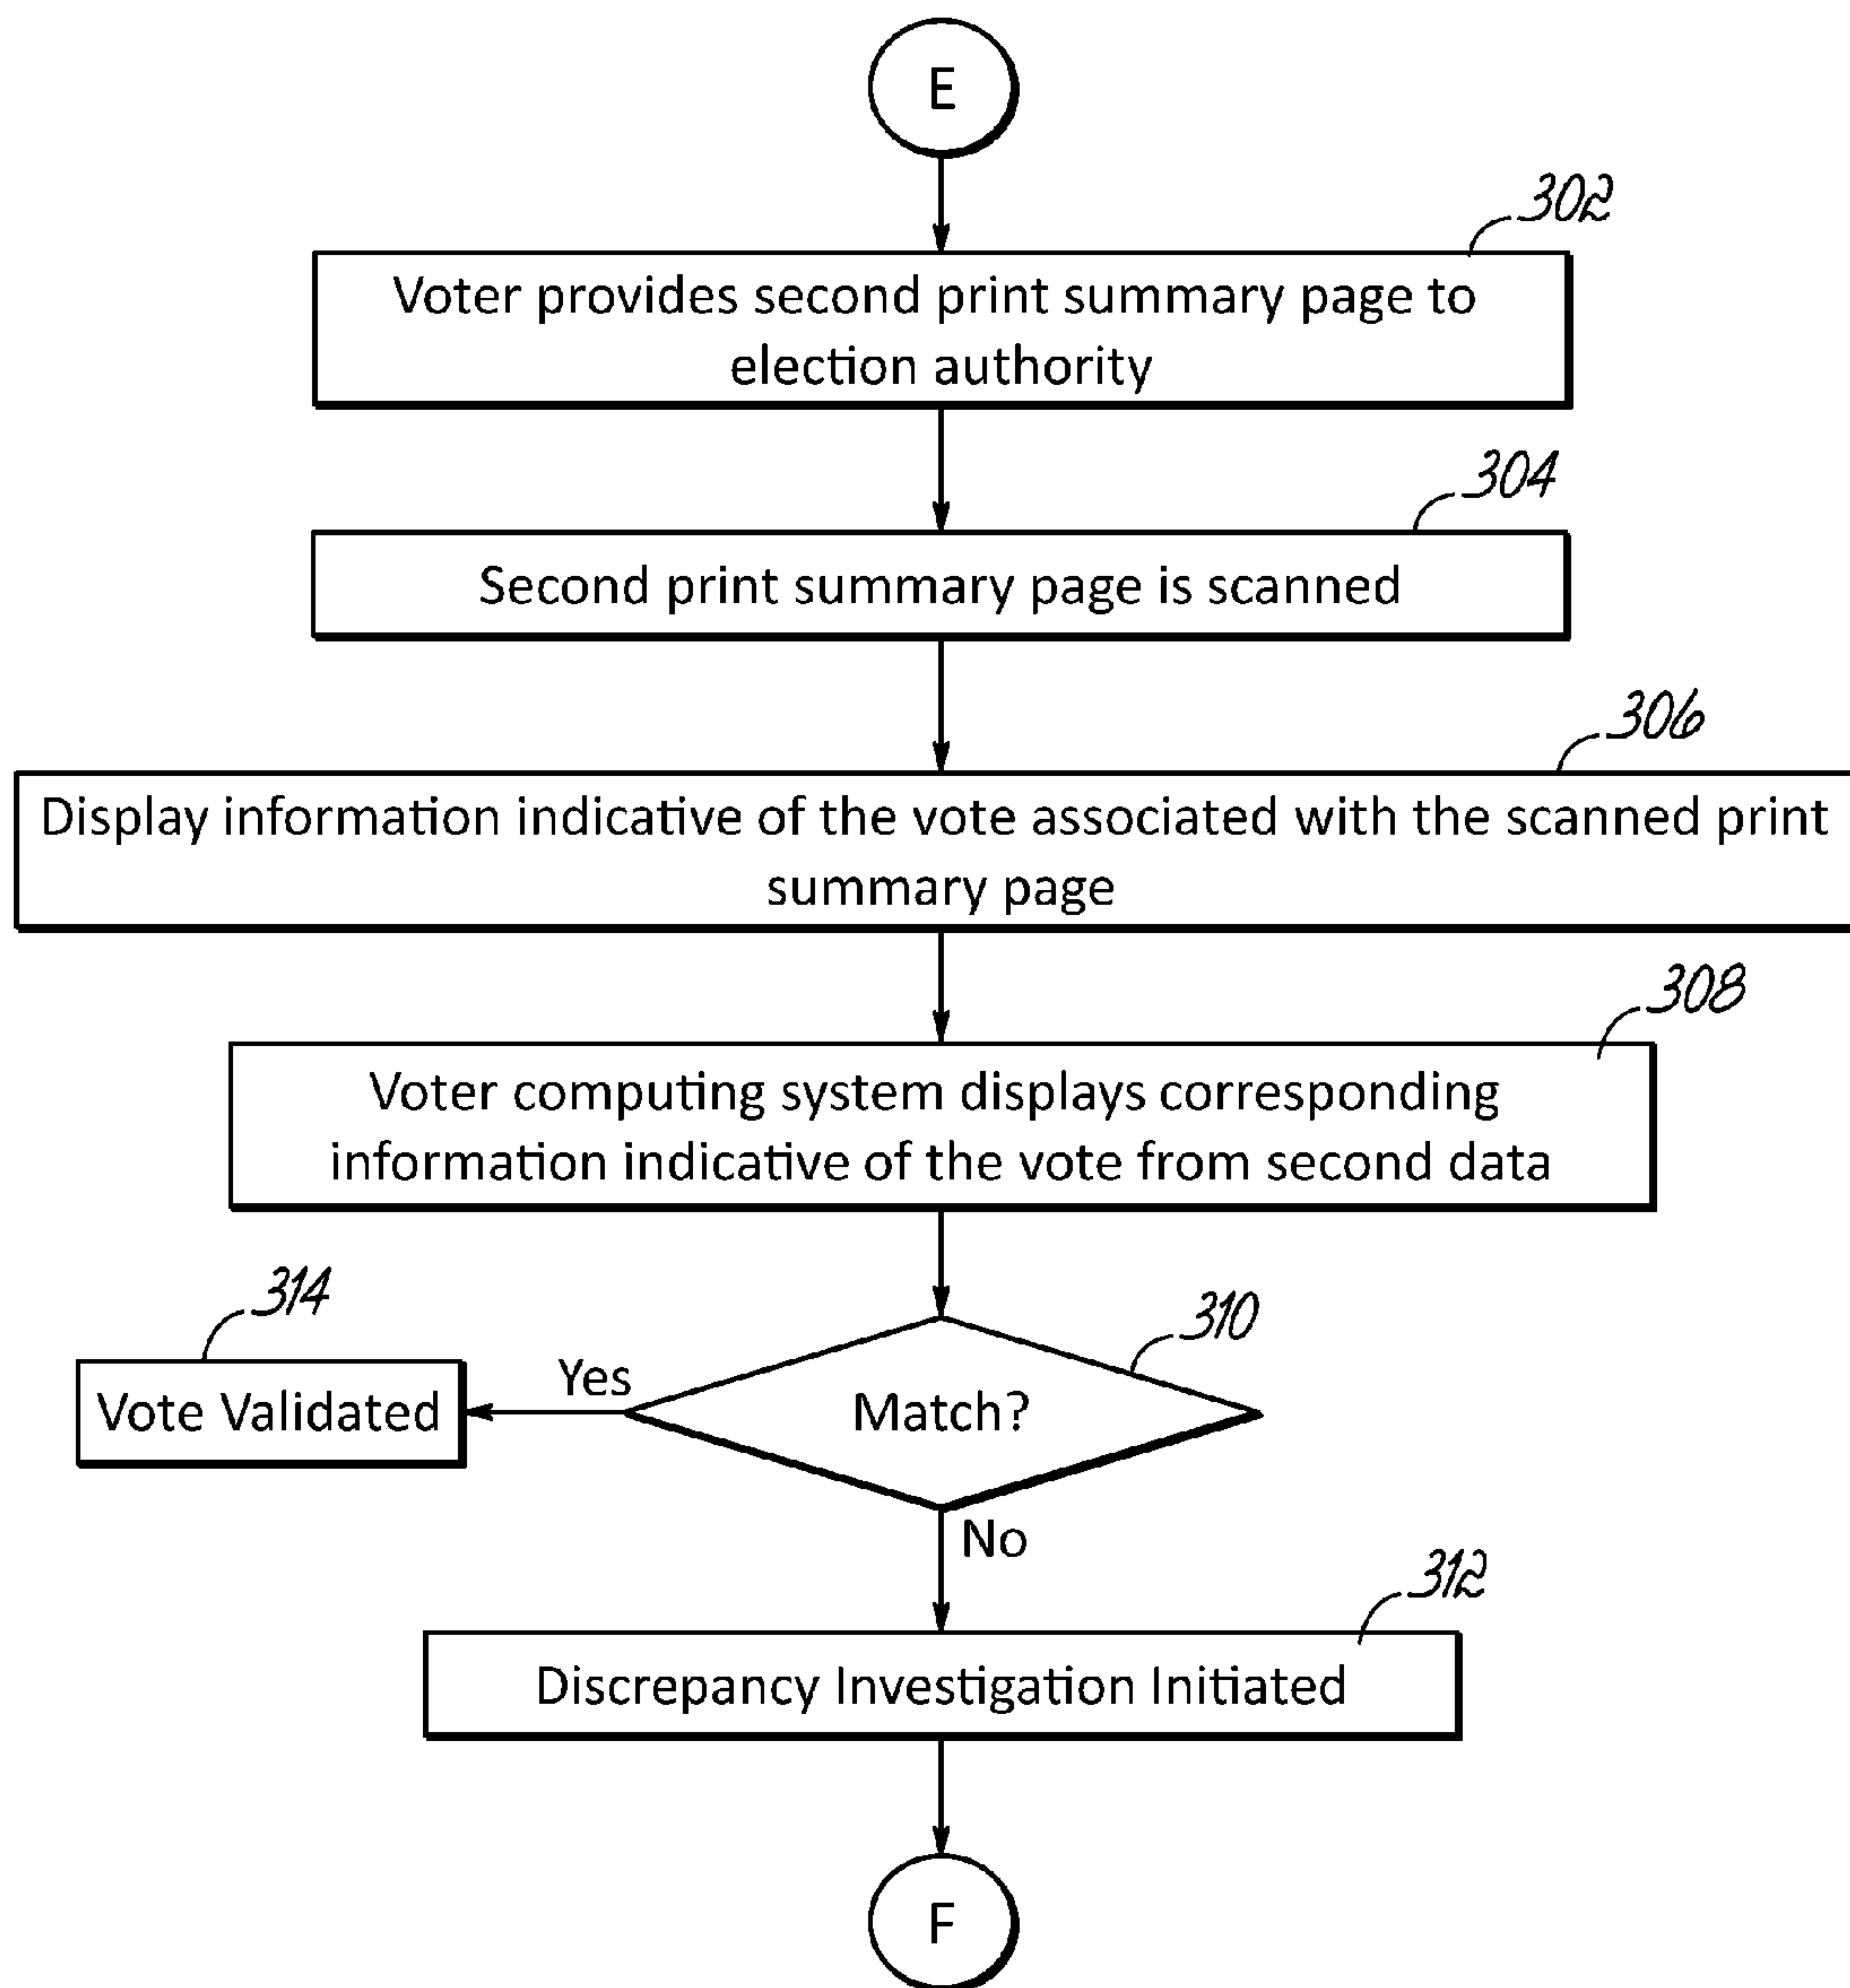 E
302
Voter provides second print summary page to
election authority
304
Second print summary page is scanned
306
Display information indicative of the vote associated with the scanned print
summary page
308
Voter computing system displays corresponding
information indicative of the vote from second data
314
310
Vote Validated
Yes
Match?
No
312
Discrepancy Investigation Initiated
F